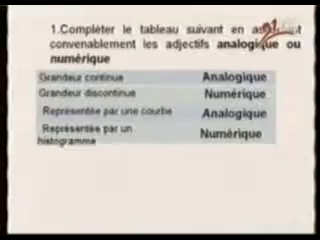 1.Compléter le tableau suivant en
convenablement les adjectifs analogique ou
numérique
Grandeur continue Analogique
Grandeur discontinue Numérique
Représentée par une courbe Analogique
Représentée par un Numérique
histogramme